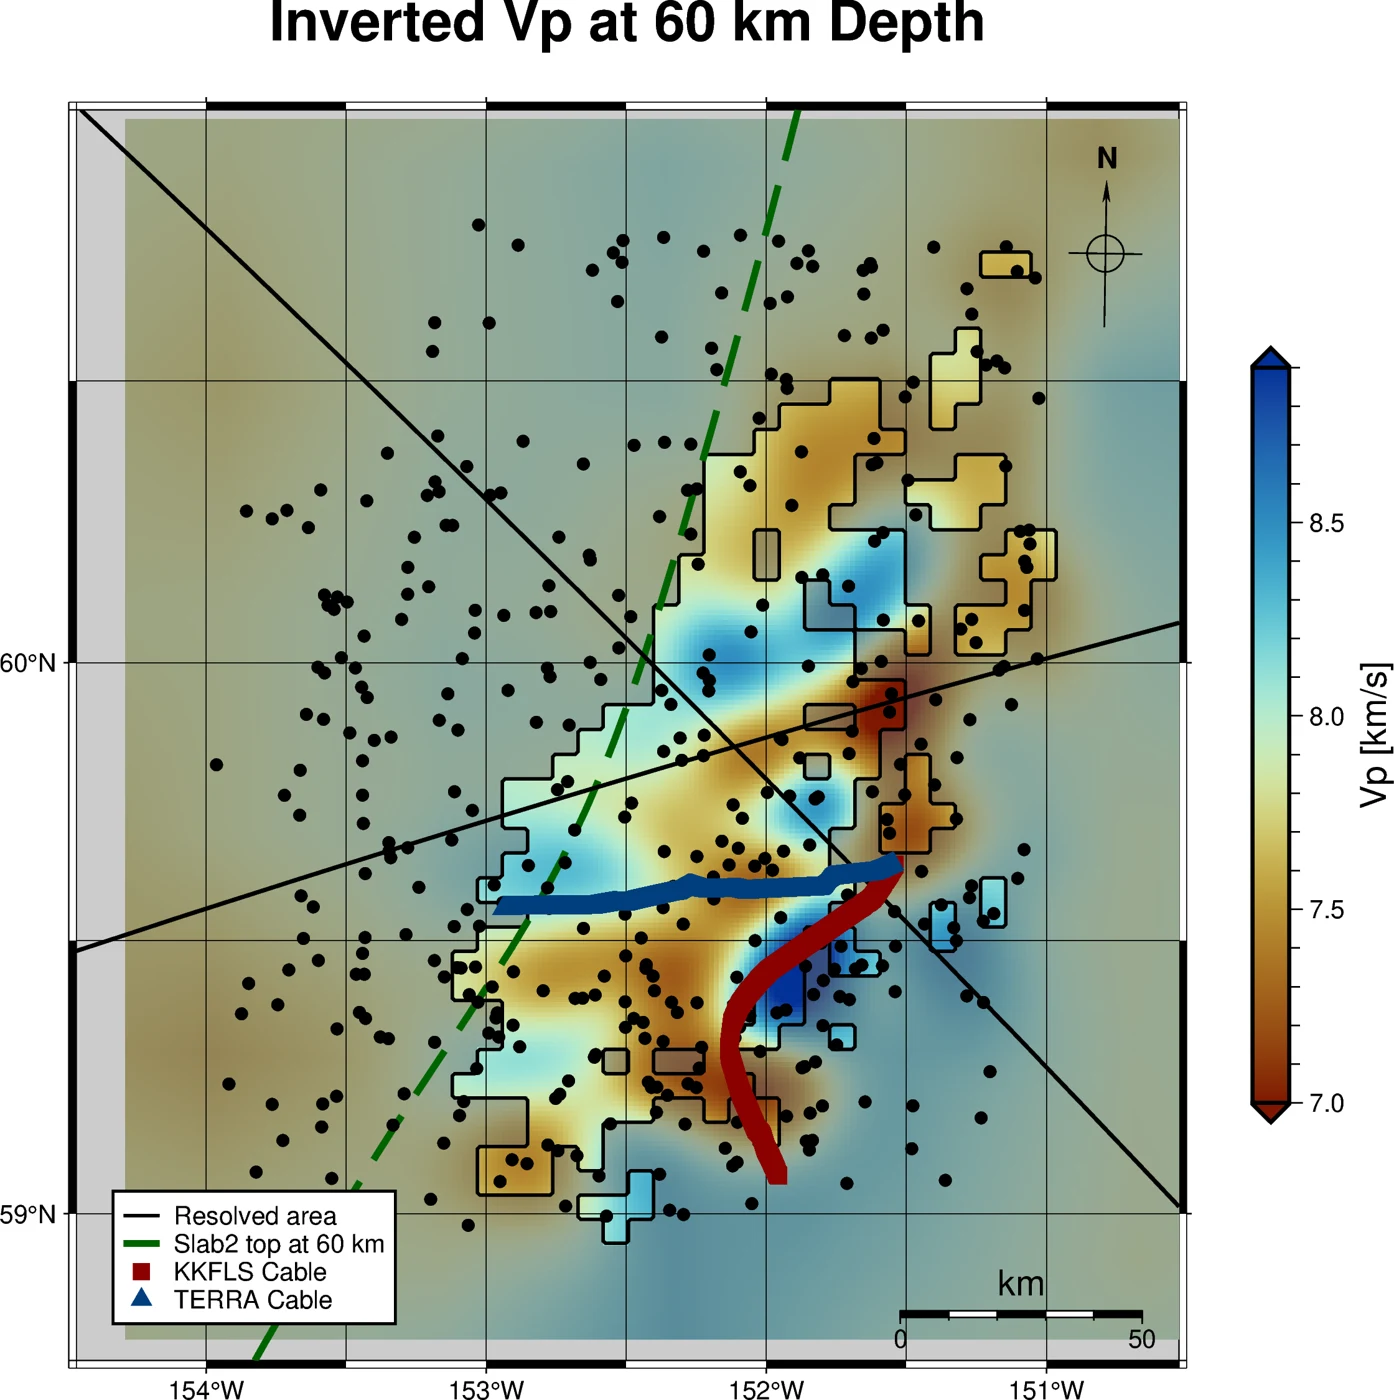 Inverted Vp at 60 km Depth
N
60°N
59°N
154°W
153°W
152°W
151°W
Resolved area
Slab2 top at 60 km
KKFLS Cable
TERRA Cable
km
0
50
8.5
8.0
7.5
7.0
Vp [km/s]